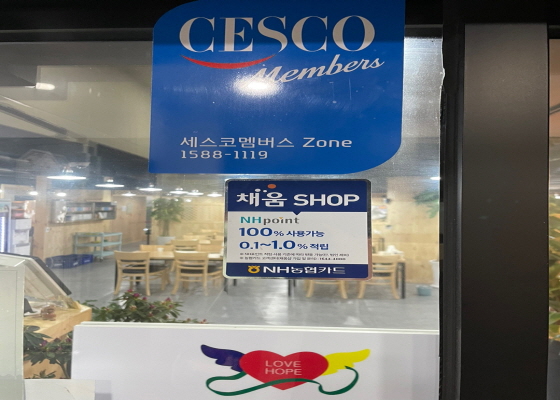 CESCO
Members
세스코멤버스 Zone
1588-1119
채움 SHOP
NHpoint
100% 사용가능
0.1~1.0% 적립
NH농협카드
LOVE
HOPE